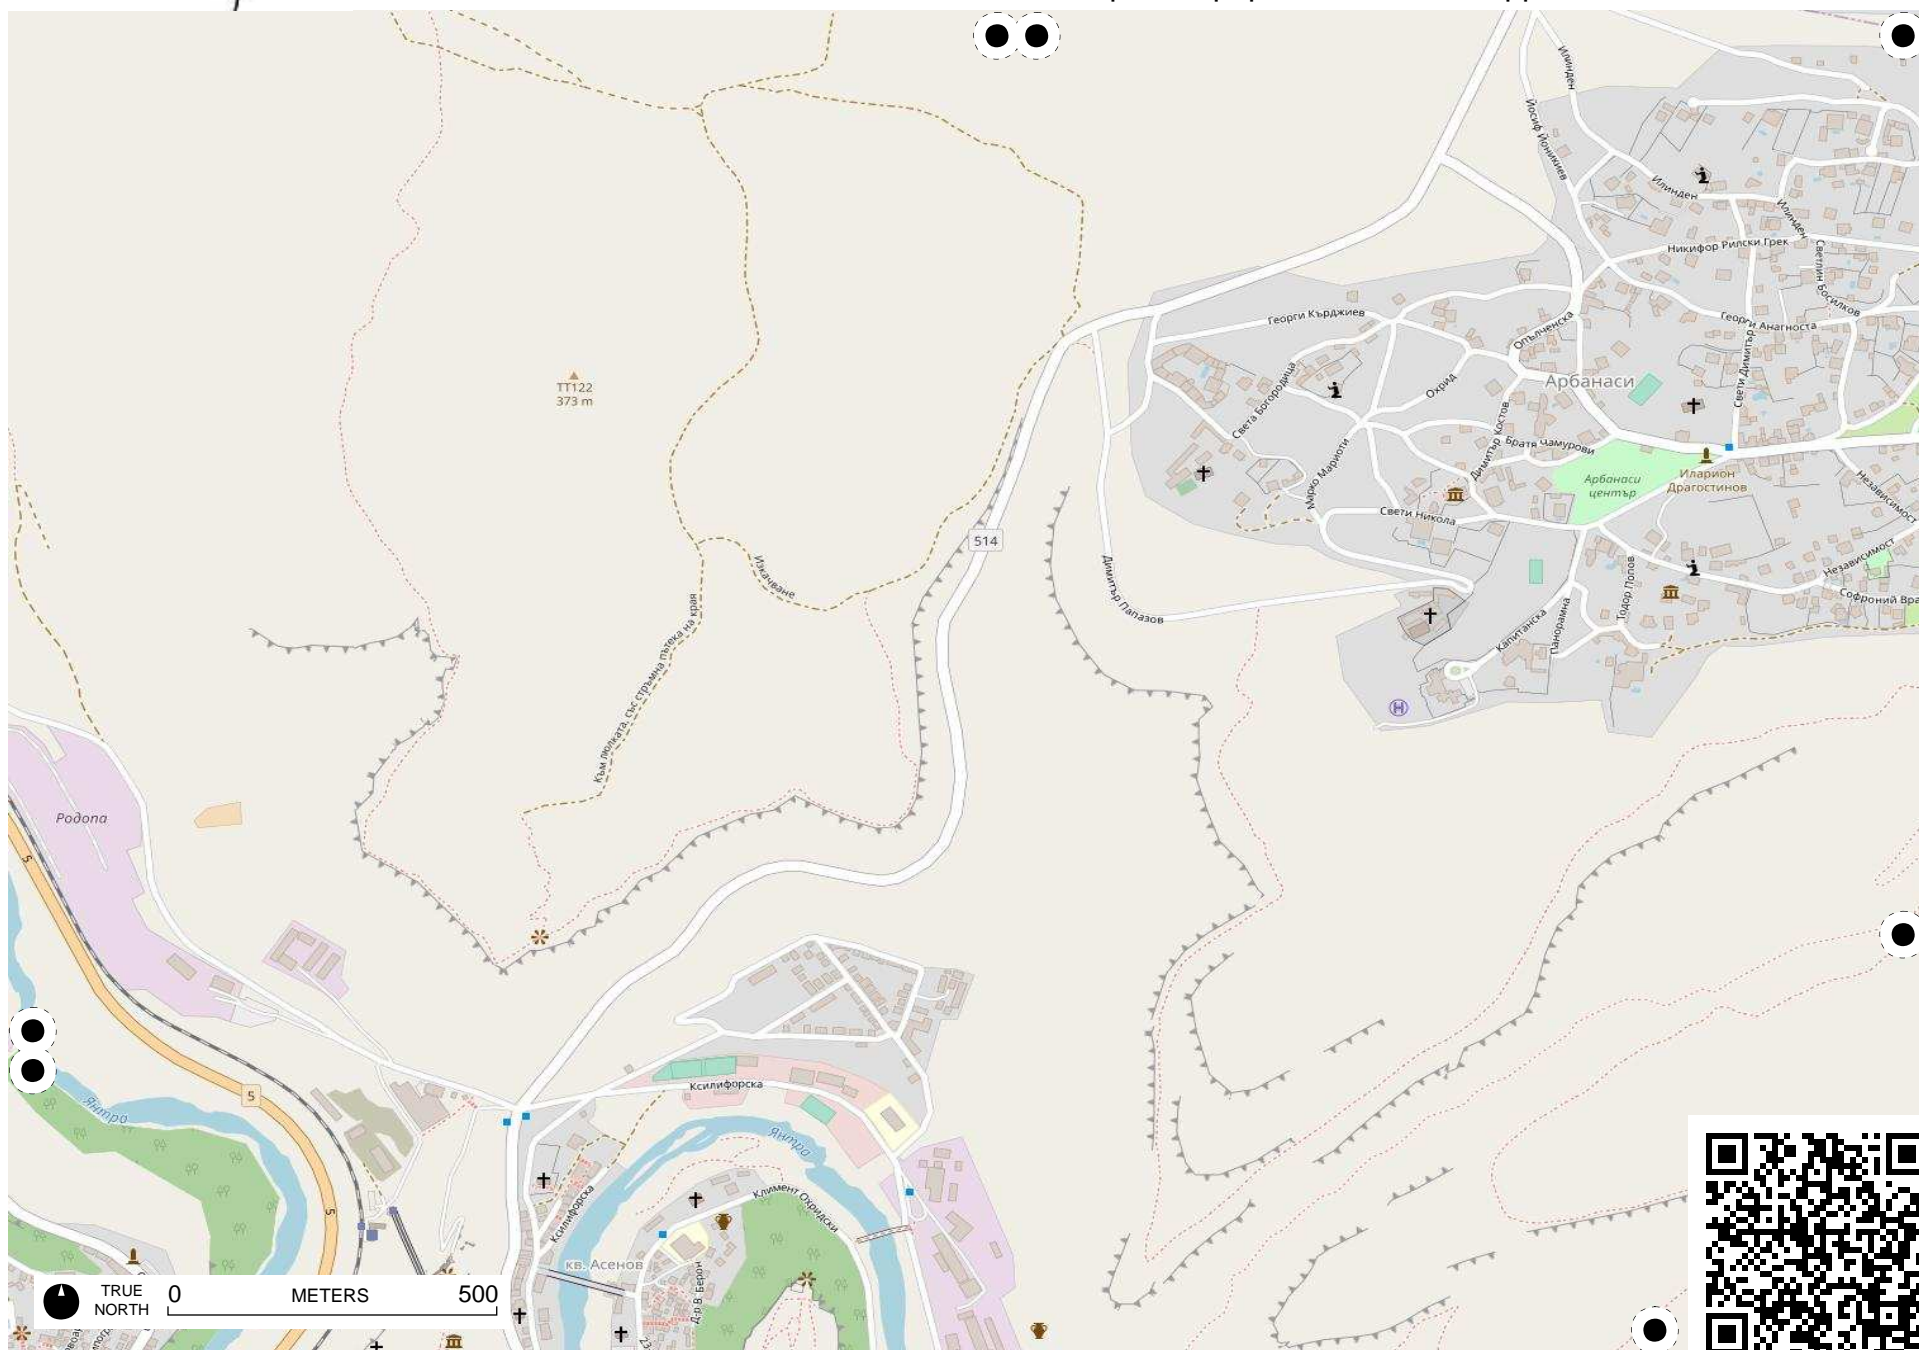 Илинден
Йосиф Йоникиев
Илинден
Илинден
Никифор Рилски Грек
Светлин Босилков
Георги Кърджиев
Опълченска
Георги Анагноста
ТТ122
373 m
Света Богородица
Охрид
Арбанаси
Свети Димитър
Марко Мариоти
Димитър Костов
Братя Чамурови
Арбанаси
център
Иларион
Драгостинов
Независимост
Свети Никола
514
Изкачване
Димитър Папазов
Независимост
Софроний Вра
Тодор Попов
Капитанска
Панорамна
Към люлката, със стръмна пътека на края
Родопа
5
5
Ксилифорска
Янтра
Янтра
Климент Охридски
Ксилифорска
5
кв. Асенов
Д-р В. Берон
TRUE
NORTH
0 METERS 500